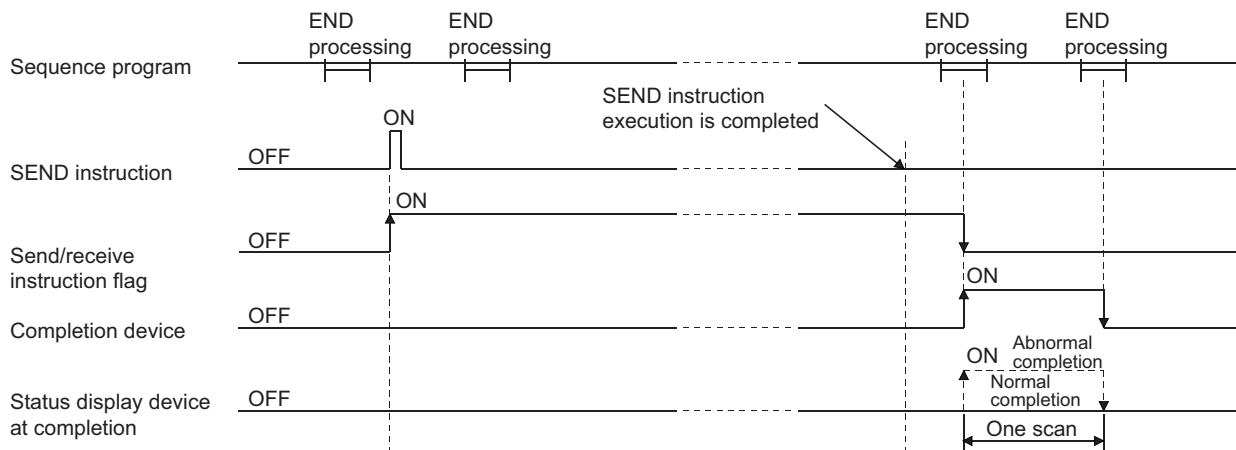 END
processing
END
processing
END
processing
END
processing
Sequence program
SEND instruction
execution is completed
ON
OFF
SEND instruction
ON
OFF
Send/receive
instruction flag
ON
OFF
Completion device
ON
Abnormal
completion
Normal
completion
OFF
Status display device
at completion
One scan